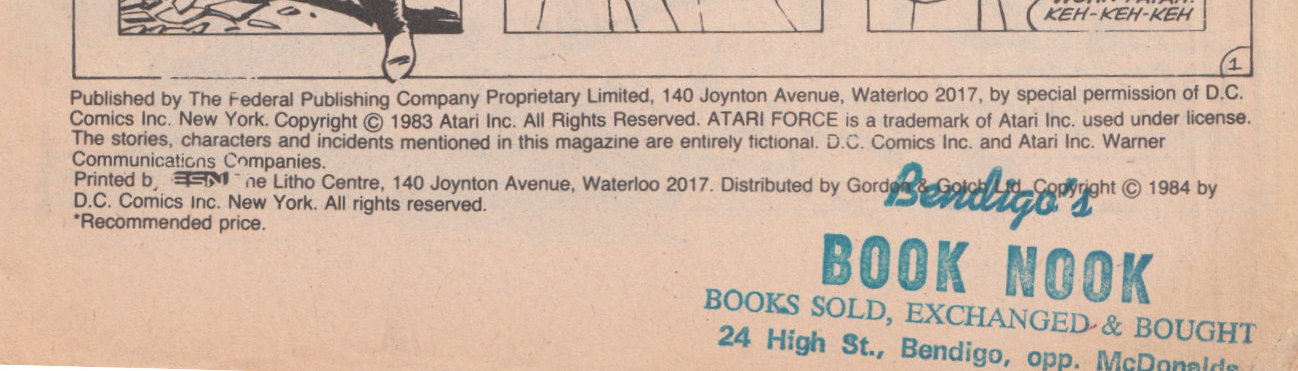 KEH-KEH-KEH
1
Published by The Federal Publishing Company Proprietary Limited, 140 Joynton Avenue, Waterloo 2017, by special permission of D.C.
Comics Inc. New York. Copyright © 1983 Atari Inc. All Rights Reserved. ATARI FORCE is a trademark of Atari Inc. used under license.
The stories, characters and incidents mentioned in this magazine are entirely fictional. D.C. Comics Inc. and Atari Inc. Warner
Communications Companies.
Printed b ne Litho Centre, 140 Joynton Avenue, Waterloo 2017. Distributed by Gordon & Gotch Ltd. Copyright © 1984 by
D.C. Comics Inc. New York. All rights reserved.
*Recommended price.
Bendigo's
BOOK NOOK
BOOKS SOLD, EXCHANGED & BOUGHT
24 High St., Bendigo, opp. McDonalds